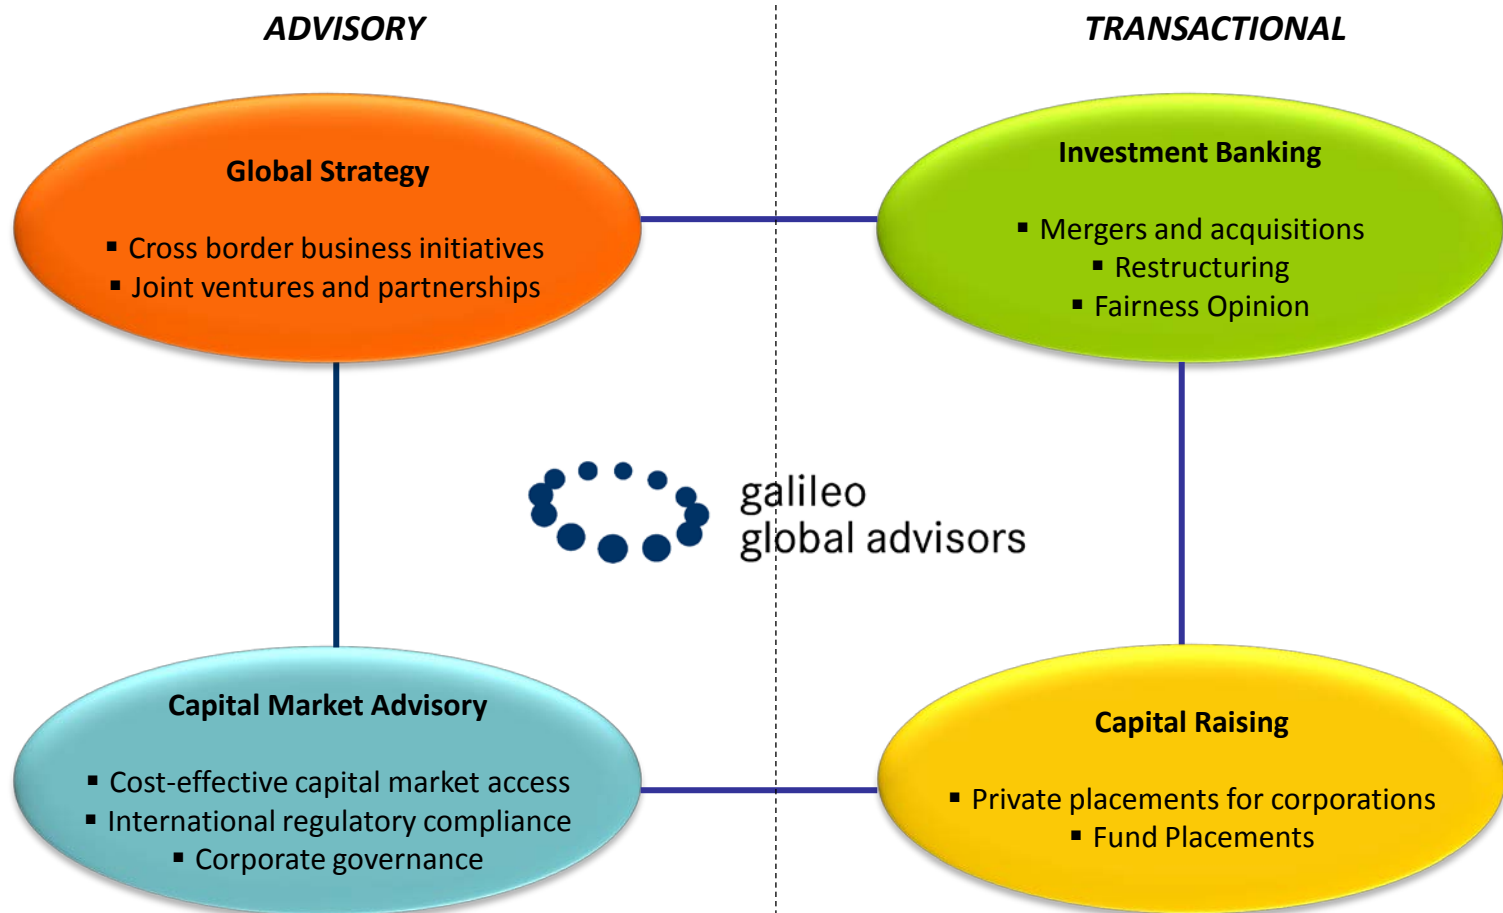 ADVISORY
TRANSACTIONAL
Global Strategy
▪ Cross border business initiatives
▪ Joint ventures and partnerships
Investment Banking
▪ Mergers and acquisitions
▪ Restructuring
▪ Fairness Opinion
galileo
global advisors
Capital Market Advisory
▪ Cost-effective capital market access
▪ International regulatory compliance
▪ Corporate governance
Capital Raising
▪ Private placements for corporations
▪ Fund Placements